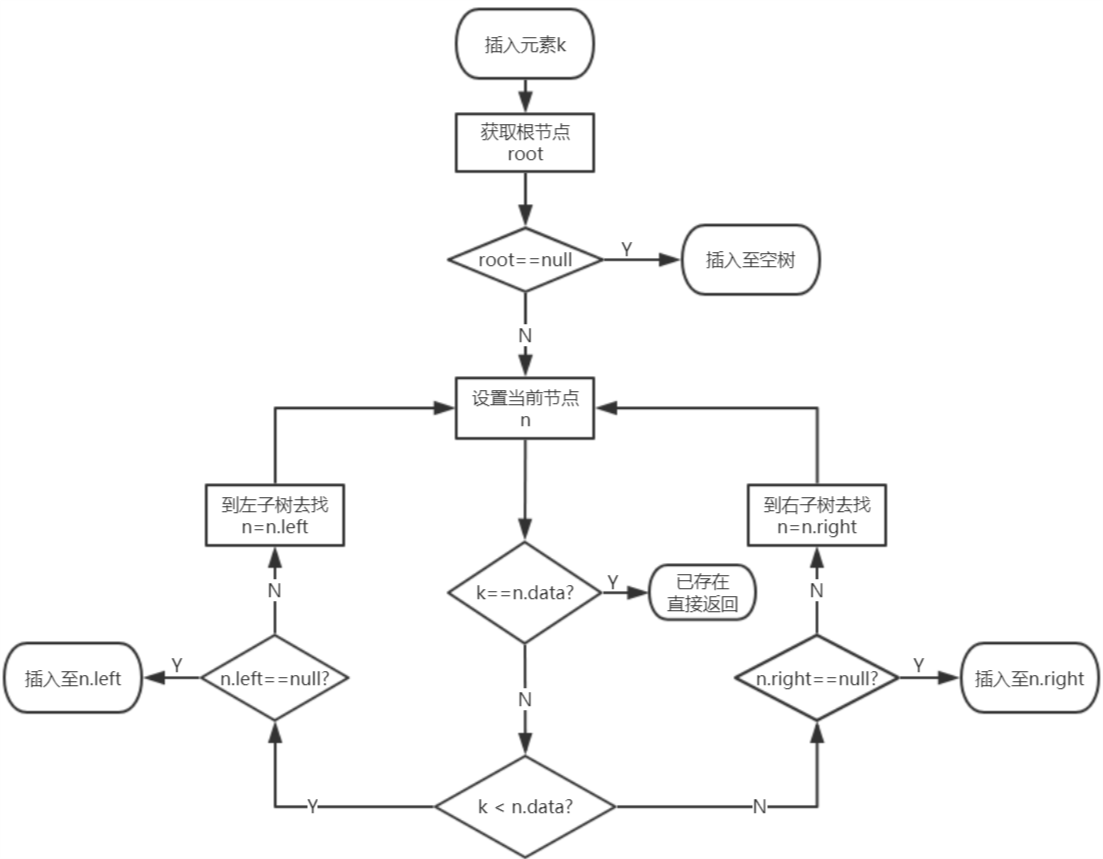 插入元素k
获取根节点
root
root==null
Y
插入至空树
N
设置当前节点
n
到左子树去找
n=n.left
到右子树去找
n=n.right
k==n.data?
Y
已存在
直接返回
N
N
插入至n.left
Y
n.left==null?
N
n.right==null?
Y
插入至n.right
Y
k < n.data?
N